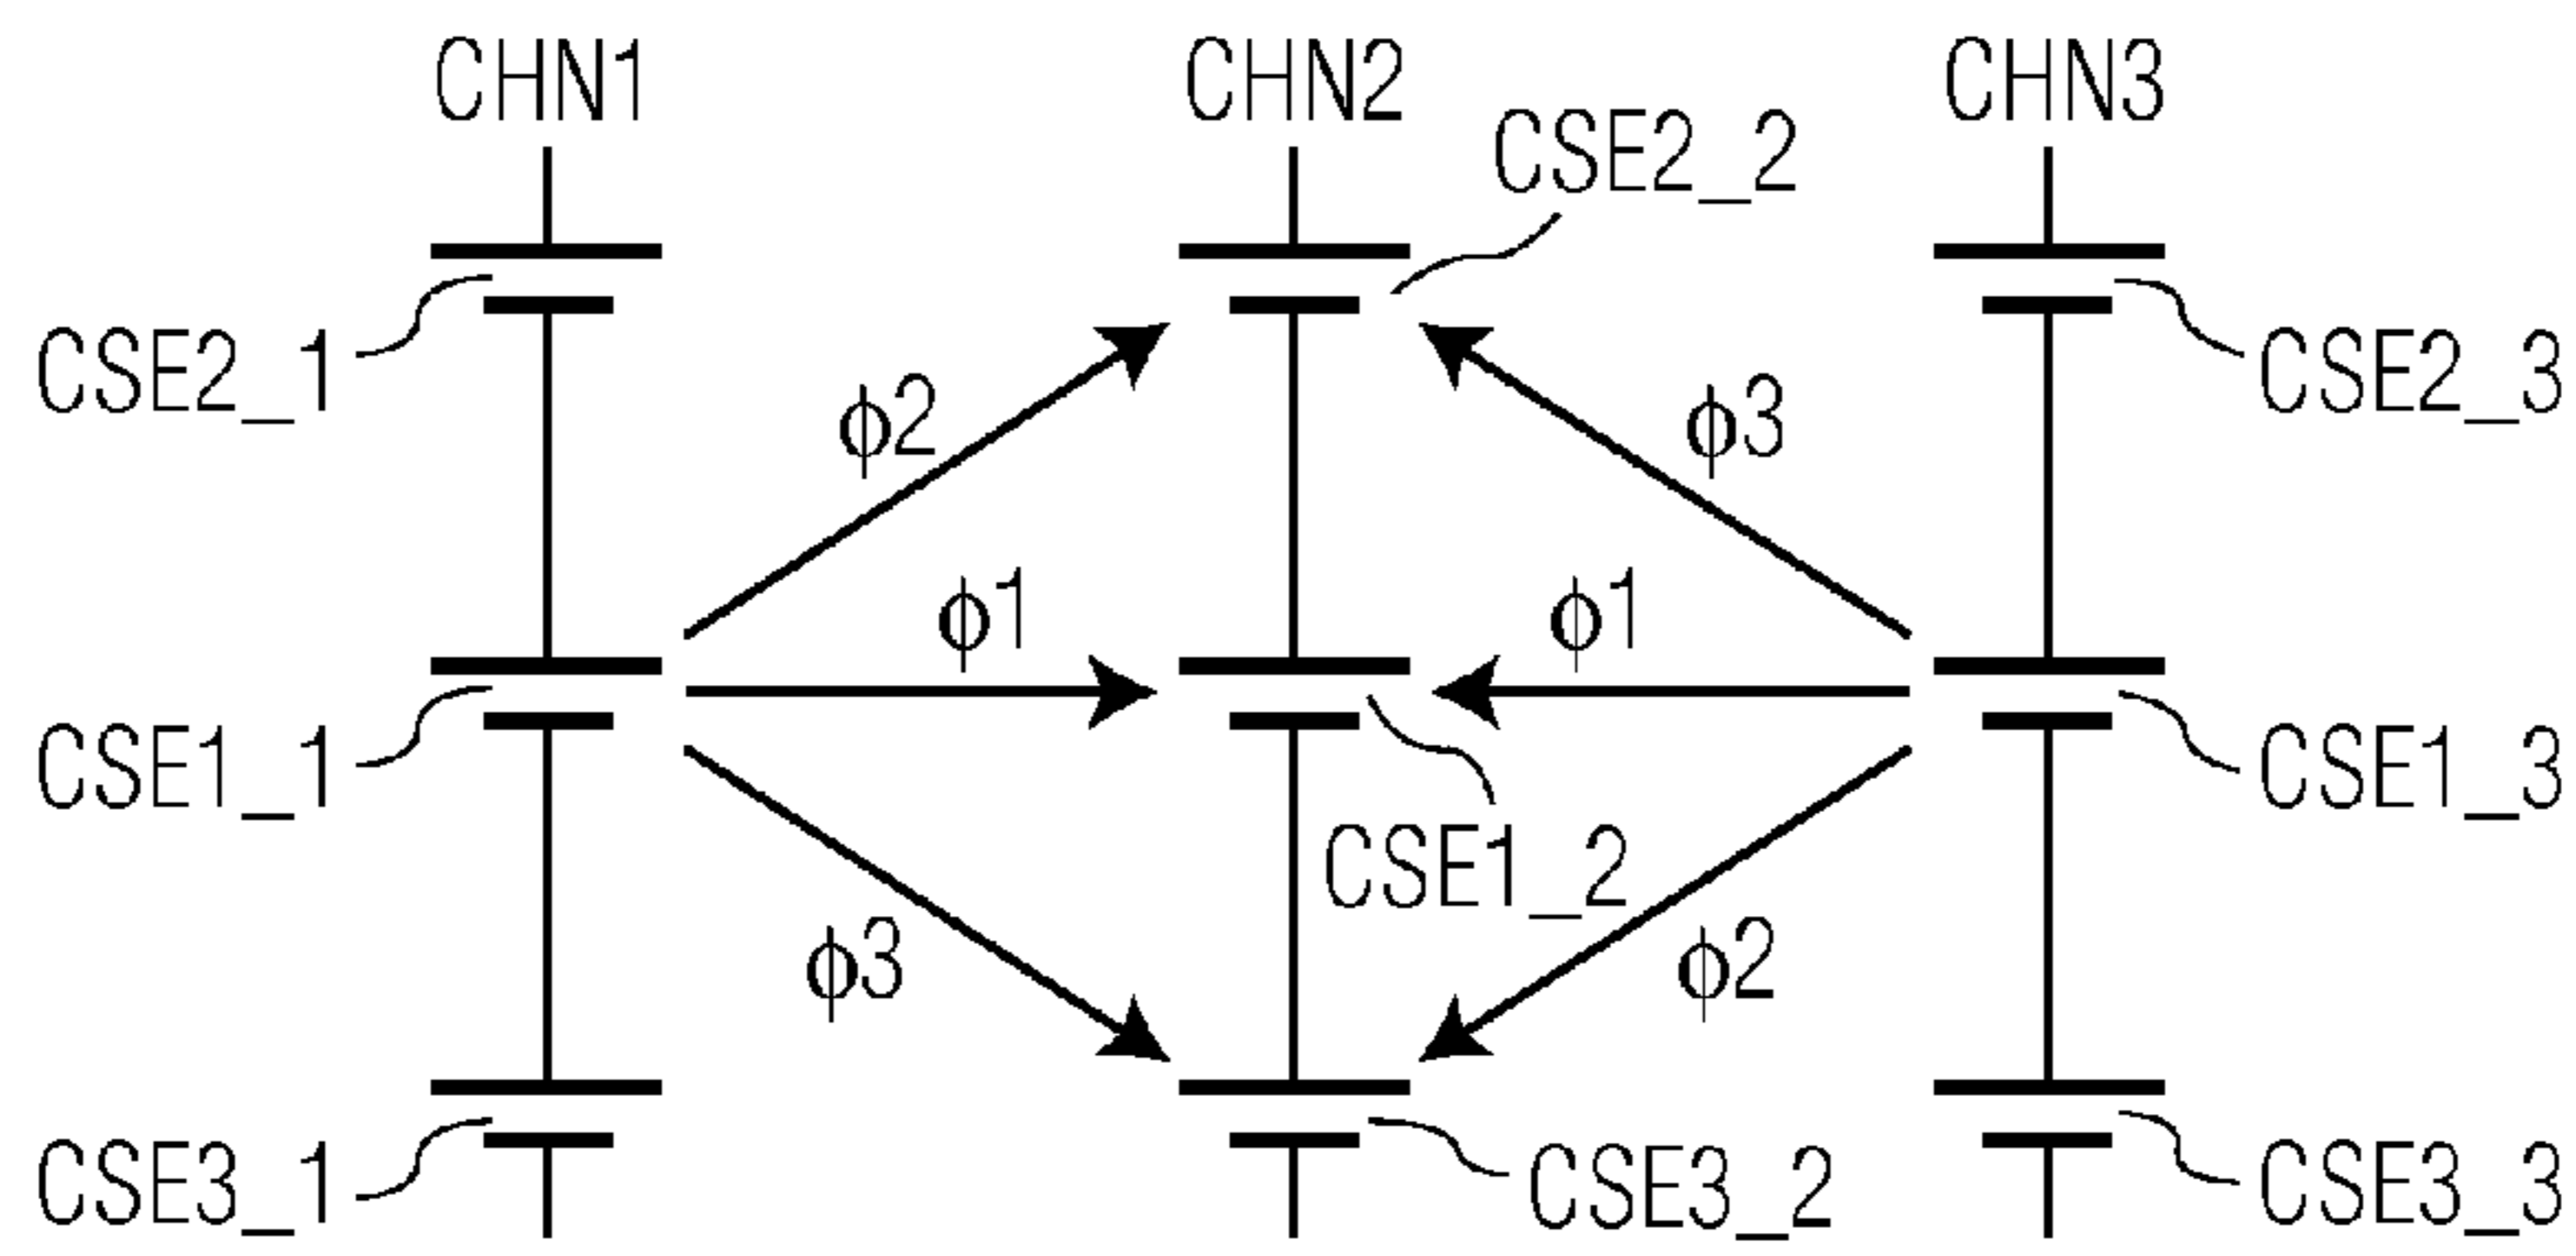 CHN1
CHN2
CHN3
CSE2_2
CSE2_1
CSE2_3
ϕ2
ϕ3
ϕ1
ϕ1
CSE1_1
CSE1_3
CSE1_2
ϕ3
ϕ2
CSE3_1
CSE3_2
CSE3_3